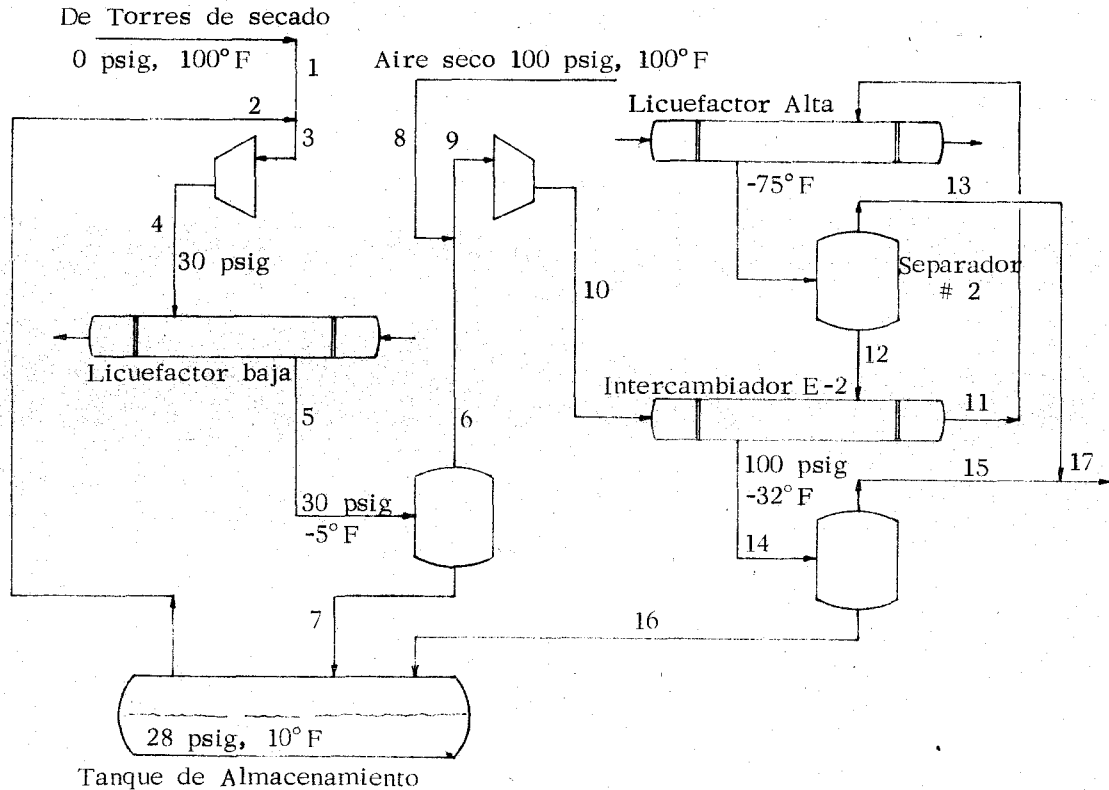 De Torres de secado
0 psig, 100°F
1
2
3
4
30 psig
Licuefactor baja
5
30 psig
-5°F
6
7
28 psig, 10°F
Tanque de Almacenamiento
Aire seco 100 psig, 100°F
8
9
10
Licuefactor Alta
-75°F
13
Separador
# 2
12
Intercambiador E-2
11
100 psig
-32°F
14
15
17
16